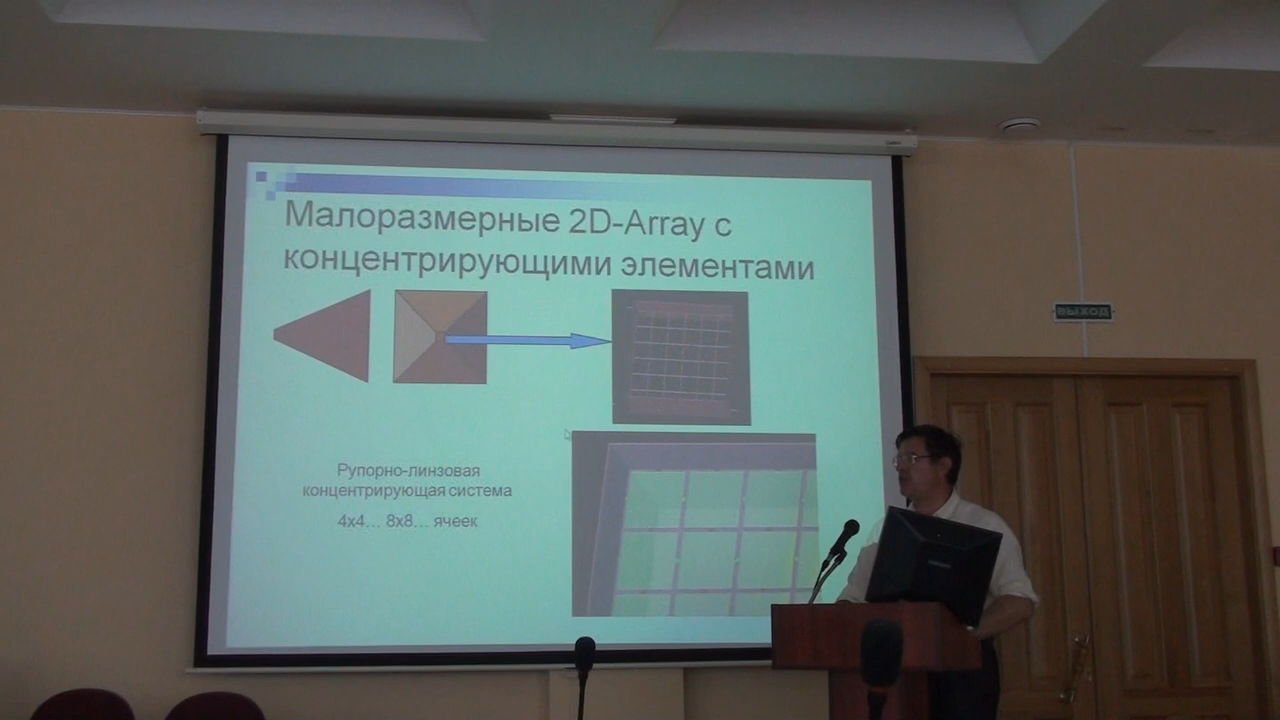 Малоразмерные 2D-Array с
концентрирующими элементами
Рупорно-линзовая
концентрирующая система
4x4... 8x8... ячеек
ВЫХОД